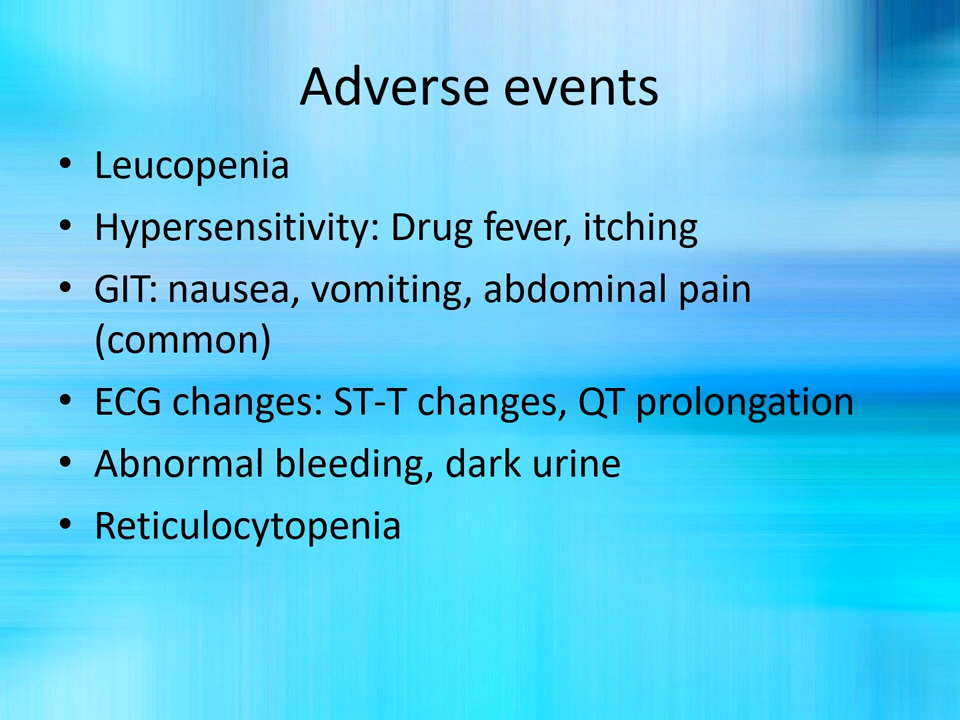 Adverse events
• Leucopenia
• Hypersensitivity: Drug fever, itching
• GIT: nausea, vomiting, abdominal pain
(common)
• ECG changes: ST-T changes, QT prolongation
• Abnormal bleeding, dark urine
• Reticulocytopenia